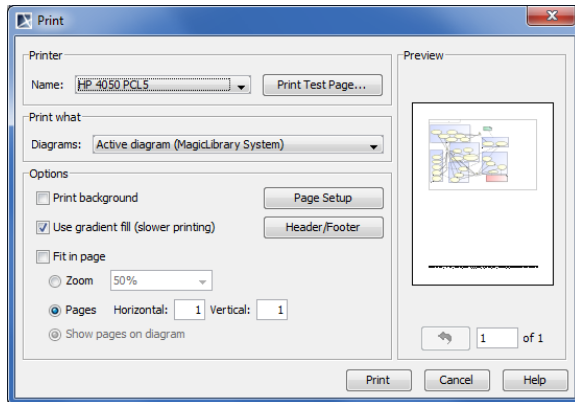 Print
Printer
Name: HP 4050 PCL5 Print Test Page...
Print what
Diagrams: Active diagram (MagicLibrary System)
Options
Print background Page Setup
Use gradient fill (slower printing) Header/Footer
Fit in page
Zoom 50%
Pages Horizontal: 1 Vertical: 1
Show pages on diagram
Preview
1 of 1
Print Cancel Help